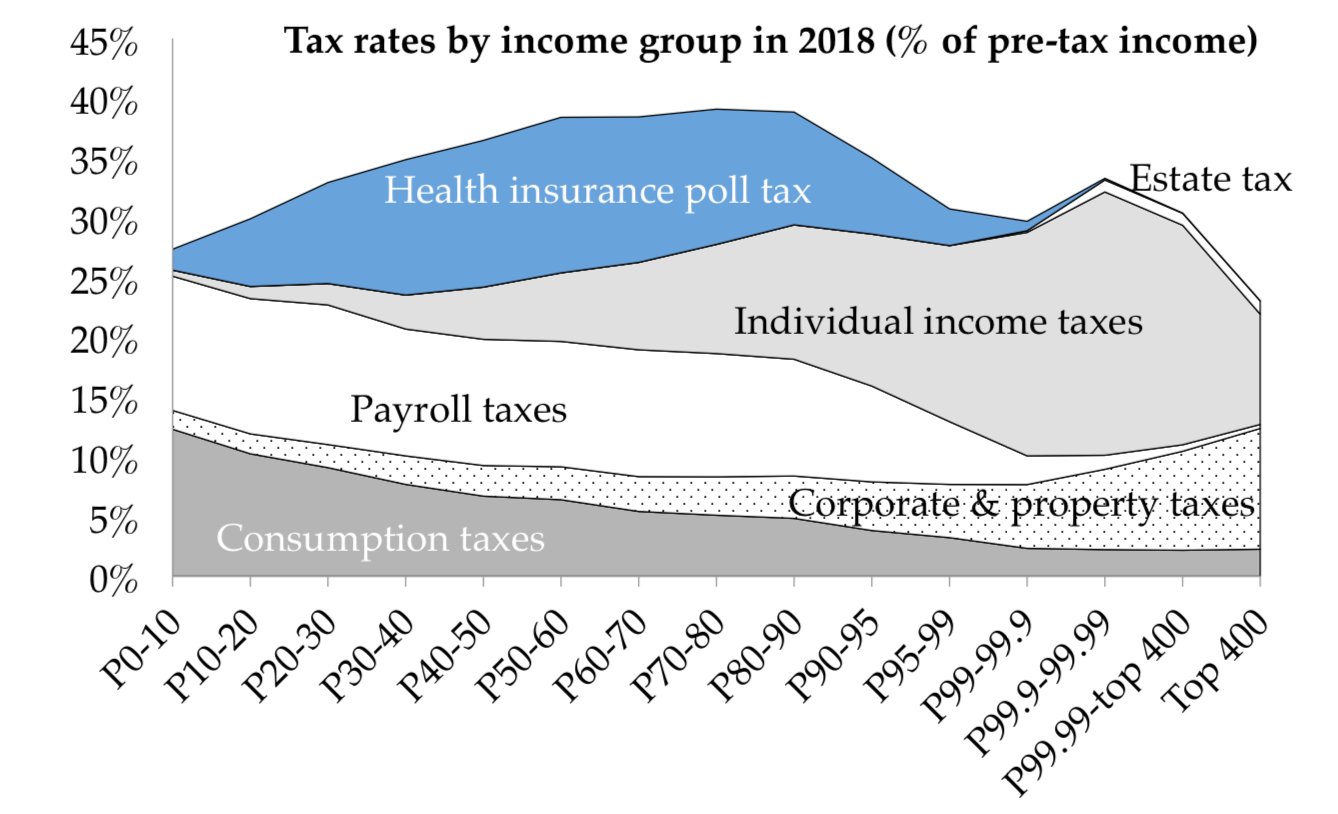 Tax rates by income group in 2018 (% of pre-tax income)
45%
40%
35%
30%
25%
20%
15%
10%
5%
0%
Health insurance poll tax
Estate tax
Individual income taxes
Payroll taxes
Corporate & property taxes
Consumption taxes
P0-10
P10-20
P20-30
P30-40
P40-50
P50-60
P60-70
P70-80
P80-90
P90-95
P95-99
P99-99.9
P99.9-99.99
P99.99-top 400
Top 400